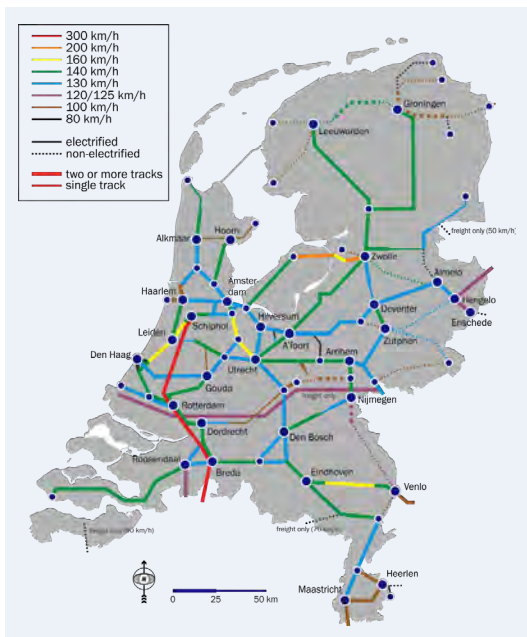 300 km/h
200 km/h
160 km/h
140 km/h
130 km/h
120/125 km/h
100 km/h
80 km/h
electrified
non-electrified
two or more tracks
single track
Groningen
Leeuwarden
Alkmaar
Hoorn
freight only (50 km/h)
Zwolle
Almelo
Haarlem
Amster
dam
Hengelo
Schiphol
Hilversum
Deventer
Enschede
Leiden
A'foort
Zutphen
Den Haag
Utrecht
Arnhem
Gouda
freight only
Rotterdam
Nijmegen
Dordrecht
Den Bosch
Roosendaal
Breda
Eindhoven
Venlo
freight only (70 km/h)
Heerlen
Maastricht
0 25 50 km